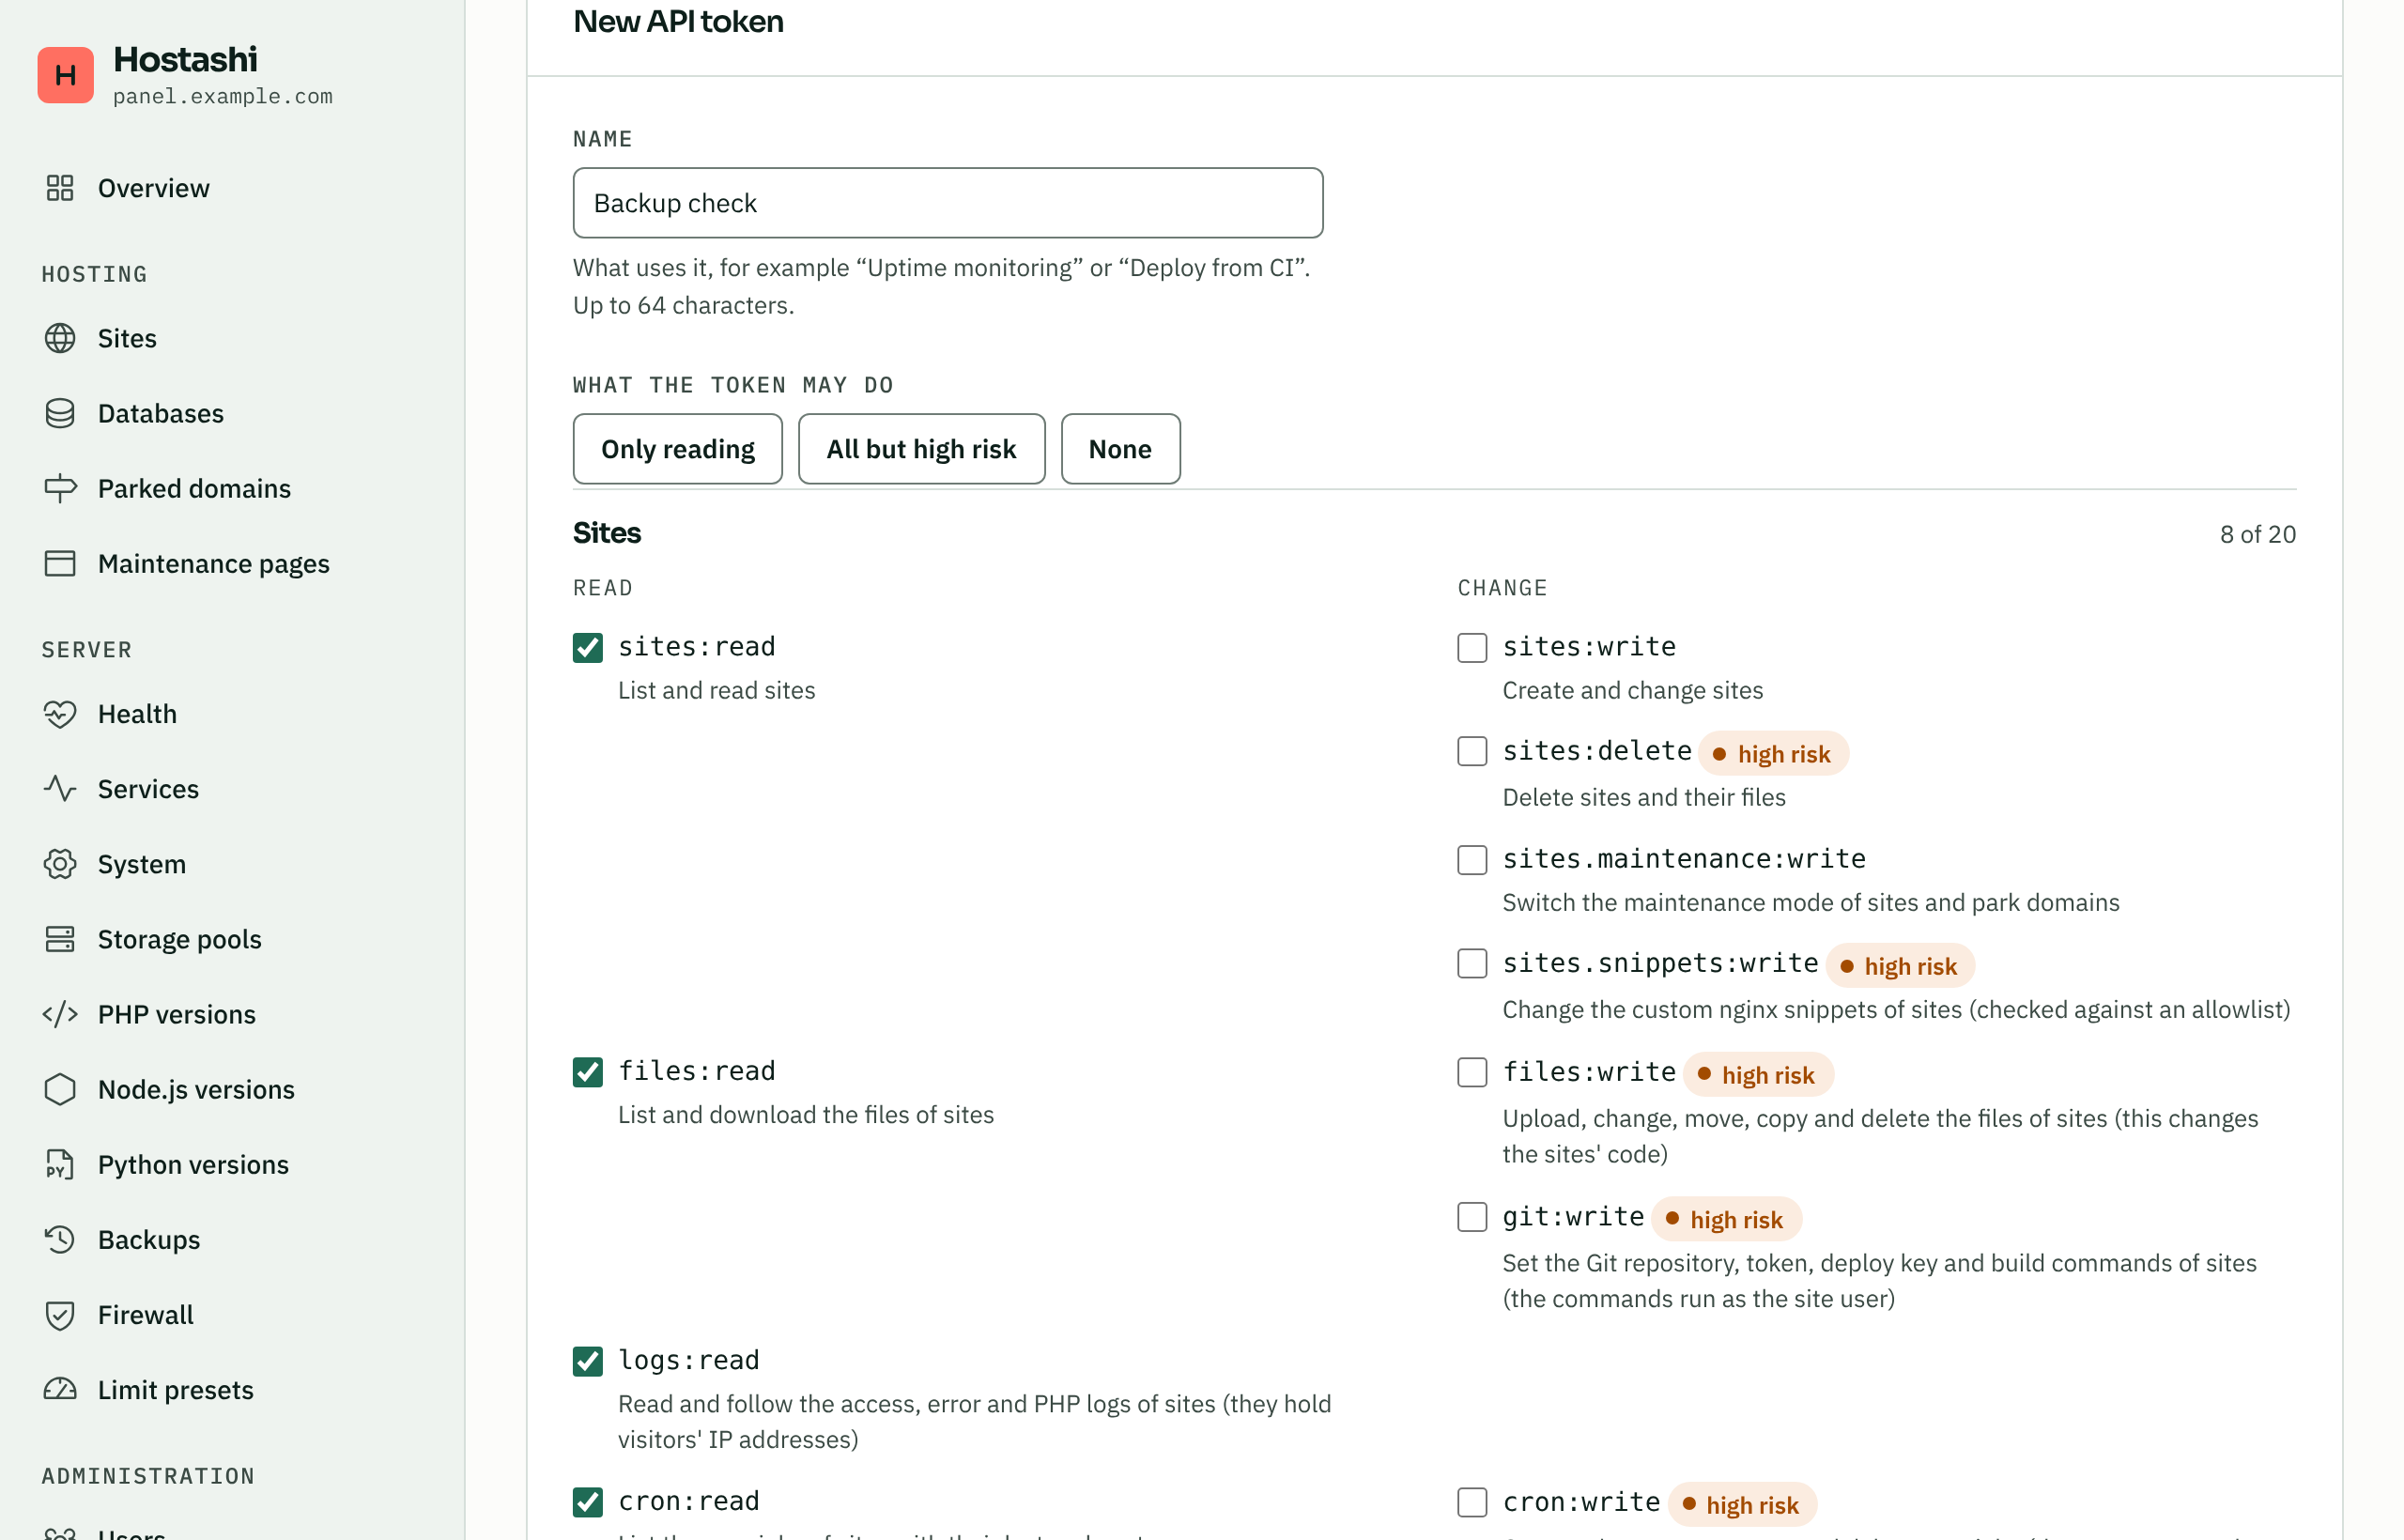 H
Hostashi
panel.example.com
Overview
HOSTING
Sites
Databases
Parked domains
Maintenance pages
SERVER
Health
Services
System
Storage pools
PHP versions
Node.js versions
PY
Python versions
Backups
Firewall
Limit presets
ADMINISTRATION
Users
New API token
NAME
Backup check
What uses it, for example “Uptime monitoring” or “Deploy from CI”.
Up to 64 characters.
WHAT THE TOKEN MAY DO
Only reading
All but high risk
None
Sites
8 of 20
READ
CHANGE
sites:read
List and read sites
sites:write
Create and change sites
sites:delete high risk
Delete sites and their files
sites.maintenance:write
Switch the maintenance mode of sites and park domains
sites.snippets:write high risk
Change the custom nginx snippets of sites (checked against an allowlist)
files:read
List and download the files of sites
files:write high risk
Upload, change, move, copy and delete the files of sites (this changes
the sites' code)
git:write high risk
Set the Git repository, token, deploy key and build commands of sites
(the commands run as the site user)
logs:read
Read and follow the access, error and PHP logs of sites (they hold
visitors' IP addresses)
cron:read
cron:write high risk